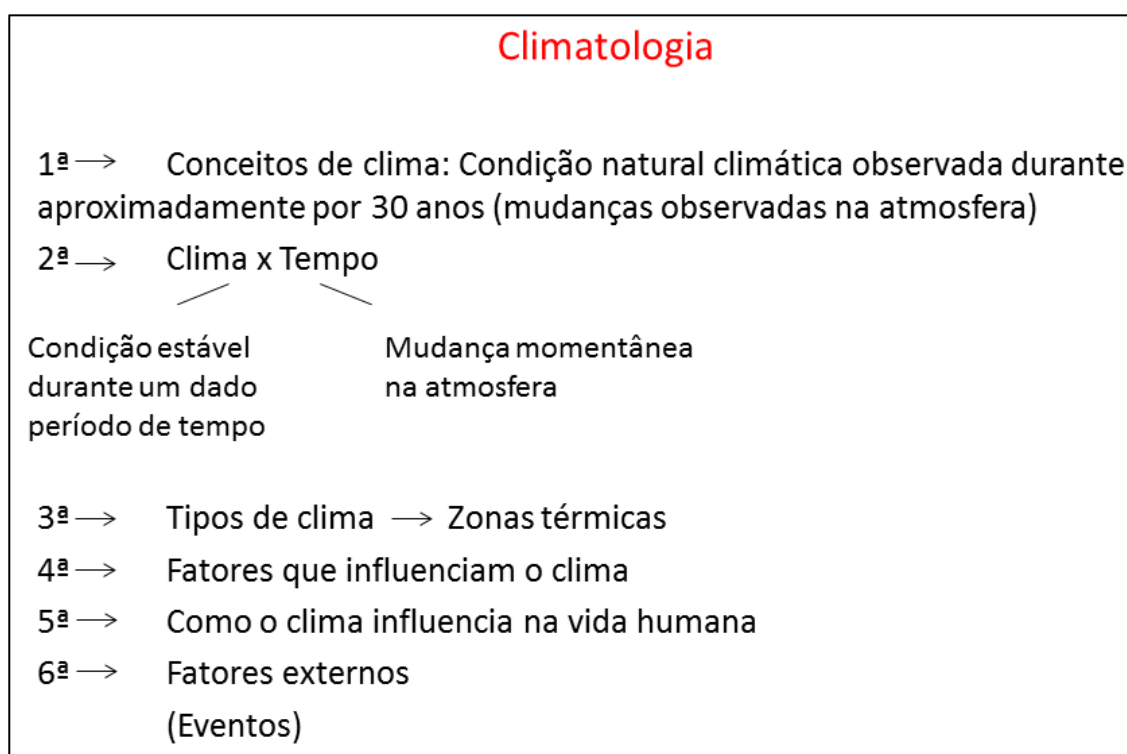 Climatologia
1ª → Conceitos de clima: Condição natural climática observada durante
aproximadamente por 30 anos (mudanças observadas na atmosfera)
2ª → Clima x Tempo
Condição estável
durante um dado
período de tempo
Mudança momentânea
na atmosfera
3ª → Tipos de clima → Zonas térmicas
4ª → Fatores que influenciam o clima
5ª → Como o clima influencia na vida humana
6ª → Fatores externos
(Eventos)